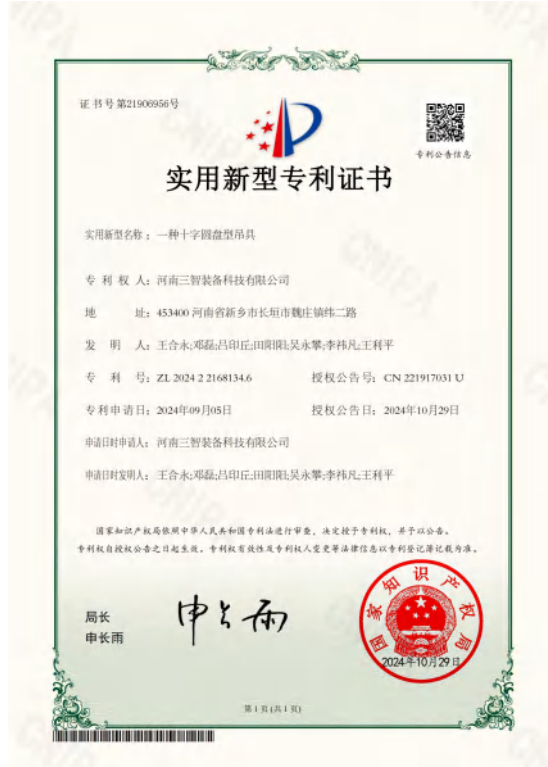 证书号第21906956号
专利公告信息
实用新型专利证书
实用新型名称：一种十字圆盘型吊具
专利权人：河南三智装备科技有限公司
地址：453400 河南省新乡市长垣市魏庄镇纬二路
发明人：王合永;邓磊;吕印丘;田阳阳;吴永攀;李祎凡;王利平
专利号：ZL 2024 2 2168134.6 授权公告号：CN 221917031 U
专利申请日：2024年09月05日 授权公告日：2024年10月29日
申请日时申请人：河南三智装备科技有限公司
申请日时发明人：王合永;邓磊;吕印丘;田阳阳;吴永攀;李祎凡;王利平
国家知识产权局依照中华人民共和国专利法进行审查，决定授予专利权，并予以公告。
专利权自授权公告之日起生效。专利权有效性及专利权人变更等法律信息以专利登记簿记载为准。
局长
申长雨
申长雨
国家知识产权局
2024年10月29日
第1页(共1页)
CNIPA